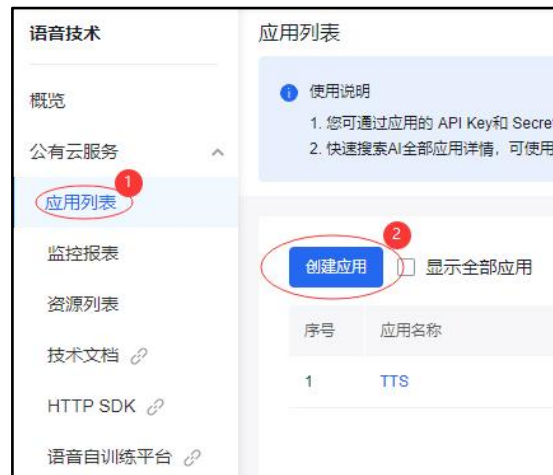 语音技术
概览
公有云服务
1
应用列表
监控报表
资源列表
技术文档
HTTP SDK
语音自训练平台
应用列表
使用说明
1. 您可通过应用的 API Key和 Secre
2. 快速搜索AI全部应用详情，可使用
2
创建应用 显示全部应用
序号 应用名称
1 TTS